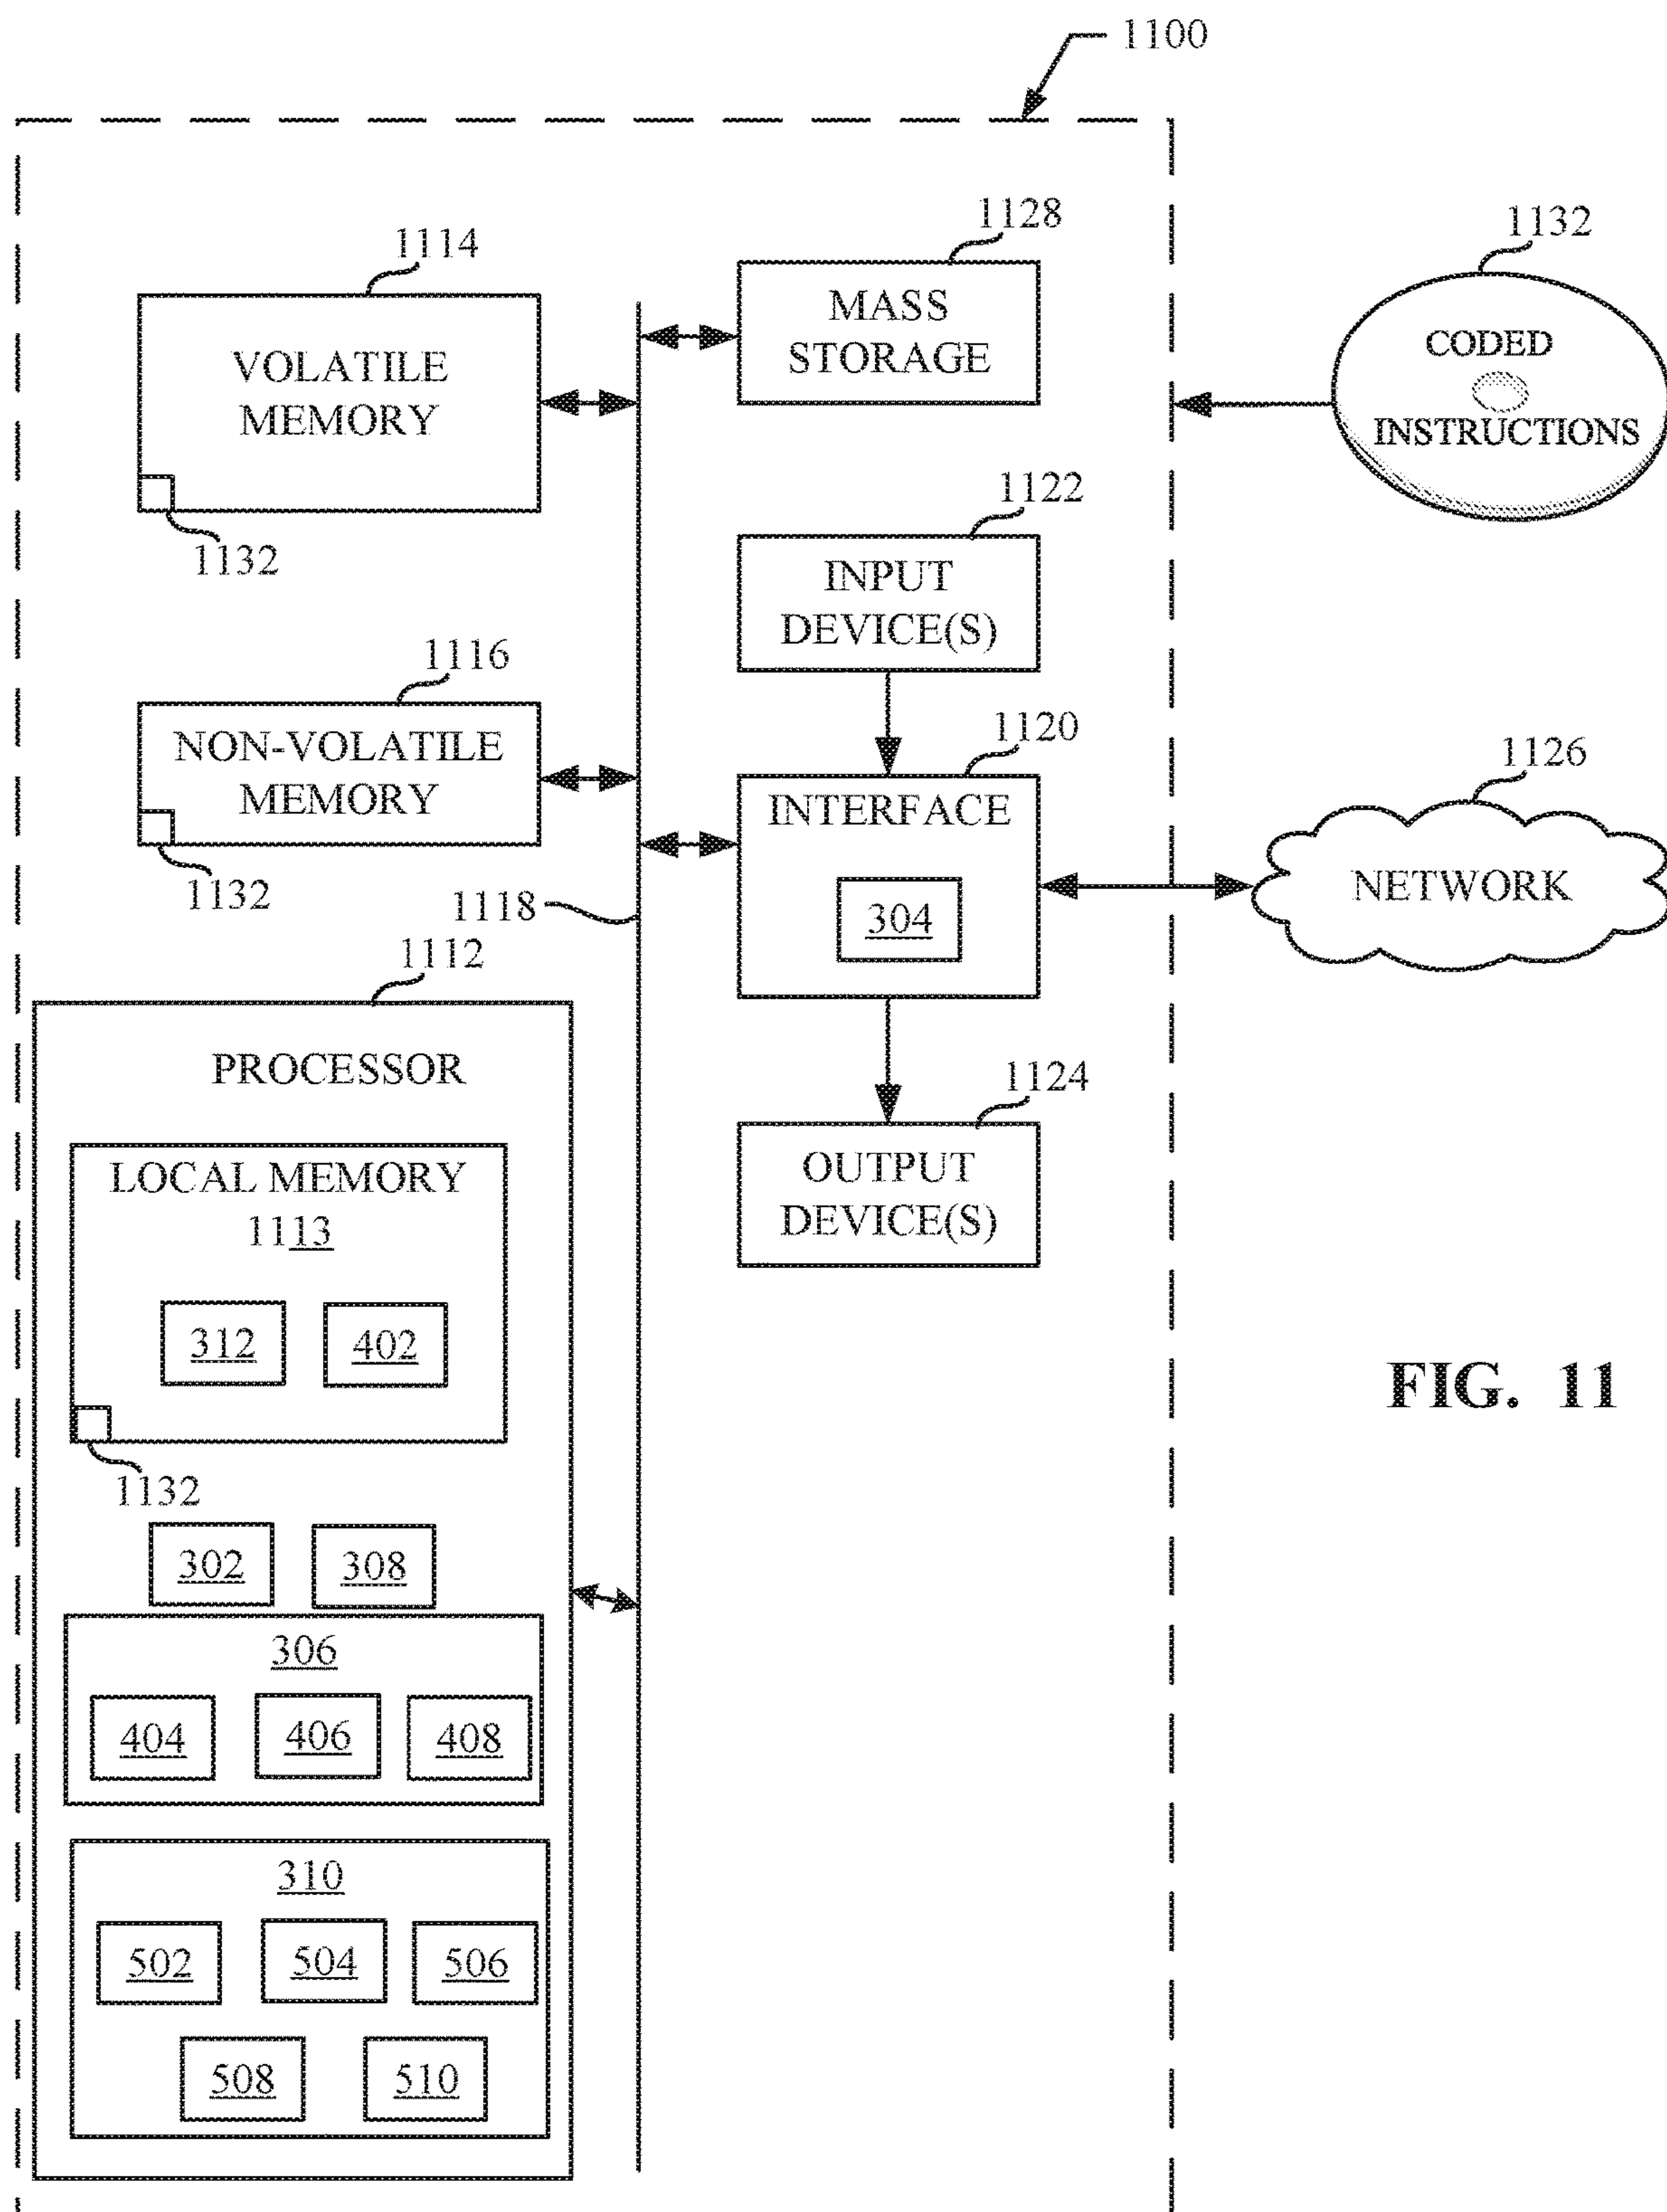 1100
1114
VOLATILE
MEMORY
1132
1128
MASS
STORAGE
1132
CODED
INSTRUCTIONS
1122
INPUT
DEVICE(S)
1116
NON-VOLATILE
MEMORY
1132
1118
1120
INTERFACE
304
1126
NETWORK
1112
PROCESSOR
LOCAL MEMORY
1113
312 402
1132
1124
OUTPUT
DEVICE(S)
FIG. 11
302 308
306
404 406 408
310
502 504 506
508 510